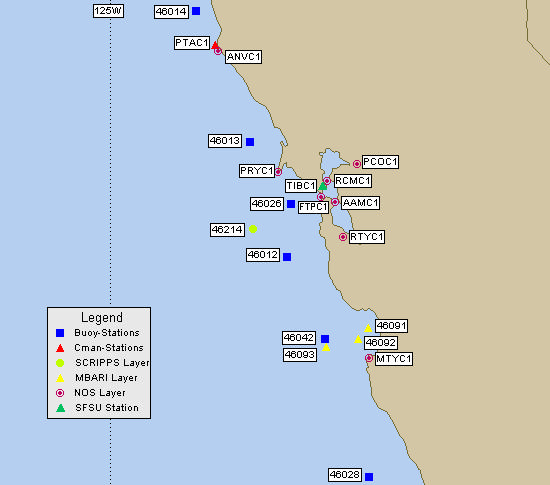 125W
46014
PTAC1
ANVC1
46013
PCOC1
PRYC1
RCMC1
TIBC1
46026
FTPC1
AAMC1
46214
RTYC1
46012
Legend
Buoy-Stations
Cman-Stations
SCRIPPS Layer
MBARI Layer
NOS Layer
SFSU Station
46091
46042
46092
46093
MTYC1
46028